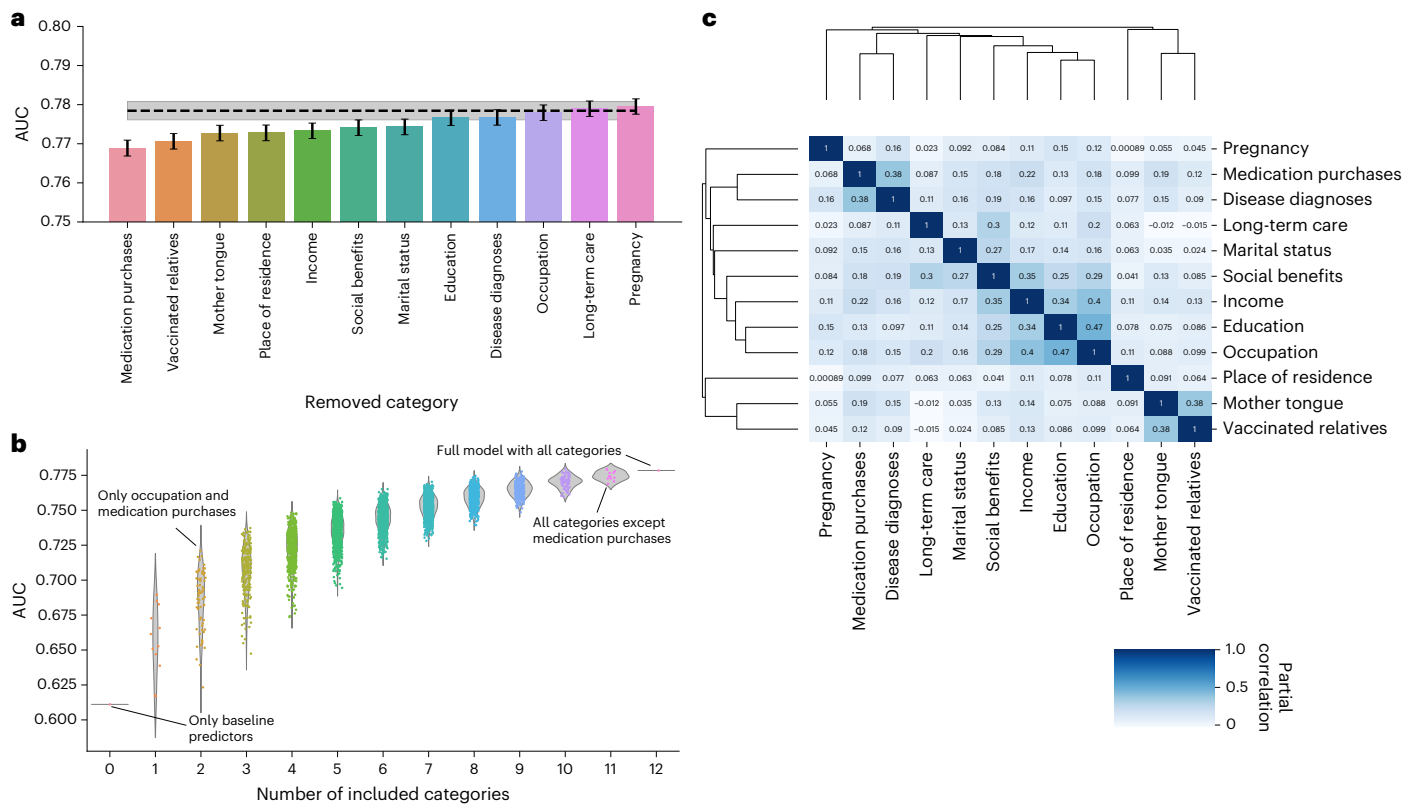 a
0.80
0.79
0.78
0.77
0.76
0.75
AUC
Medication purchases
Vaccinated relatives
Mother tongue
Place of residence
Income
Social benefits
Marital status
Education
Disease diagnoses
Occupation
Long-term care
Pregnancy
Removed category
b
0.775
0.750
0.725
0.700
0.675
0.650
0.625
0.600
AUC
Full model with all categories
Only occupation and
medication purchases
All categories except
medication purchases
Only baseline
predictors
0 1 2 3 4 5 6 7 8 9 10 11 12
Number of included categories
c
1 0.068 0.16 0.023 0.092 0.084 0.11 0.15 0.12 0.00089 0.055 0.045 Pregnancy
0.068 1 0.38 0.087 0.15 0.18 0.22 0.13 0.18 0.099 0.19 0.12 Medication purchases
0.16 0.38 1 0.11 0.16 0.19 0.16 0.097 0.15 0.077 0.15 0.09 Disease diagnoses
0.023 0.087 0.11 1 0.13 0.3 0.12 0.11 0.2 0.063 −0.012 −0.015 Long-term care
0.092 0.15 0.16 0.13 1 0.27 0.17 0.14 0.16 0.063 0.035 0.024 Marital status
0.084 0.18 0.19 0.3 0.27 1 0.35 0.25 0.29 0.041 0.13 0.085 Social benefits
0.11 0.22 0.16 0.12 0.17 0.35 1 0.34 0.4 0.11 0.14 0.13 Income
0.15 0.13 0.097 0.11 0.14 0.25 0.34 1 0.47 0.078 0.075 0.086 Education
0.12 0.18 0.15 0.2 0.16 0.29 0.4 0.47 1 0.11 0.088 0.099 Occupation
0.00089 0.099 0.077 0.063 0.063 0.041 0.11 0.078 0.11 1 0.091 0.064 Place of residence
0.055 0.19 0.15 −0.012 0.035 0.13 0.14 0.075 0.088 0.091 1 0.38 Mother tongue
0.045 0.12 0.09 −0.015 0.024 0.085 0.13 0.086 0.099 0.064 0.38 1 Vaccinated relatives
Pregnancy
Medication purchases
Disease diagnoses
Long-term care
Marital status
Social benefits
Income
Education
Occupation
Place of residence
Mother tongue
Vaccinated relatives
1.0
0.5
0
Partial
correlation